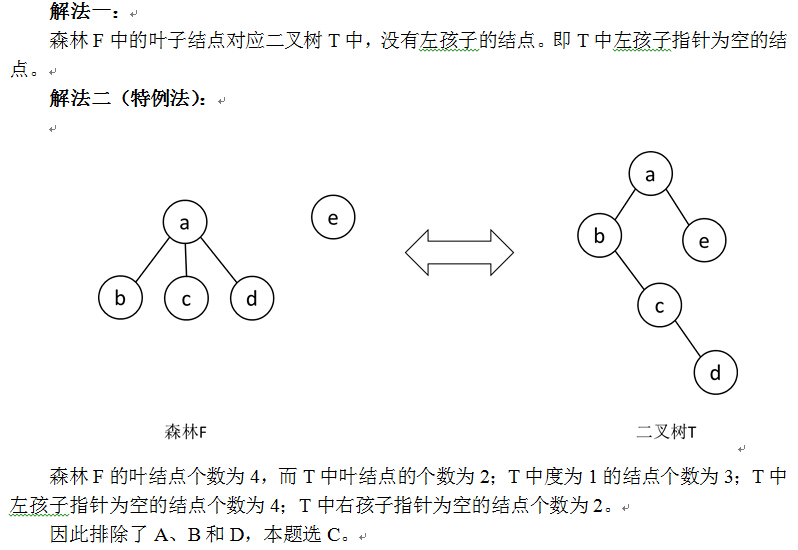 解法一：
森林 F 中的叶子结点对应二叉树 T 中，没有左孩子的结点。即 T 中左孩子指针为空的结
点。
解法二（特例法）：
a
e
b
c
d
a
b
e
c
d
森林F
二叉树T
森林 F 的叶结点个数为 4，而 T 中叶结点的个数为 2；T 中度为 1 的结点个数为 3；T 中
左孩子指针为空的结点个数为 4；T 中右孩子指针为空的结点个数为 2。
因此排除了 A、B 和 D，本题选 C。